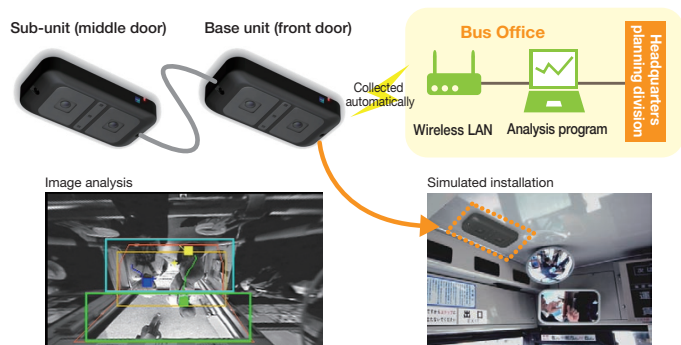 Sub-unit (middle door)
Base unit (front door)
Bus Office
Collected
automatically
Wireless LAN
Analysis program
Headquarters
planning division
Image analysis
Simulated installation
出 口